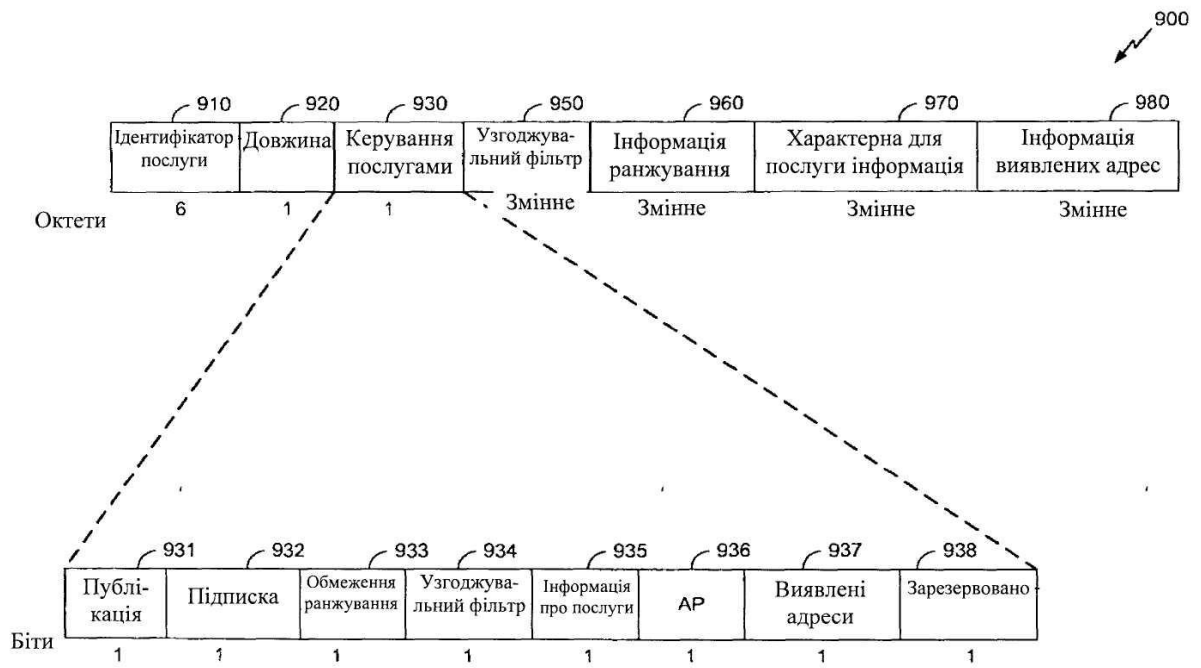 900
910 920 930 950 960 970 980
Ідентифікатор
послуги
Довжина
Керування
послугами
Узгоджува-
льний фільтр
Інформація
ранжування
Характерна для
послуги інформація
Інформація
виявлених адрес
Октети 6 1 1 Змінне Змінне Змінне Змінне
931 932 933 934 935 936 937 938
Публі-
кація
Підписка
Обмеження
ранжування
Узгоджува-
льний фільтр
Інформація
про послуги
AP
Виявлені
адреси
Зарезервовано
Біти 1 1 1 1 1 1 1 1